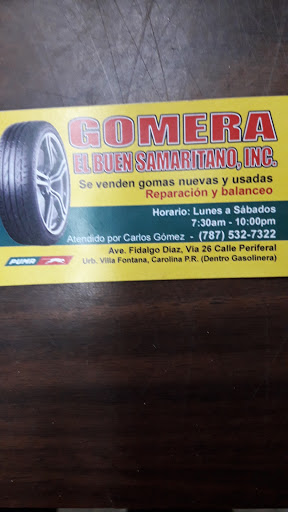 GOMERA
EL BUEN SAMARITANO, INC.
Se venden gomas nuevas y usadas
Reparación y balanceo
Horario: Lunes a Sábados
7:30am - 10:00pm
Atendido por Carlos Gómez - (787) 532-7322
PUMA
Ave. Fidalgo Diaz, Via 26 Calle Periferal
Urb. Villa Fontana, Carolina P.R. (Dentro Gasolinera)